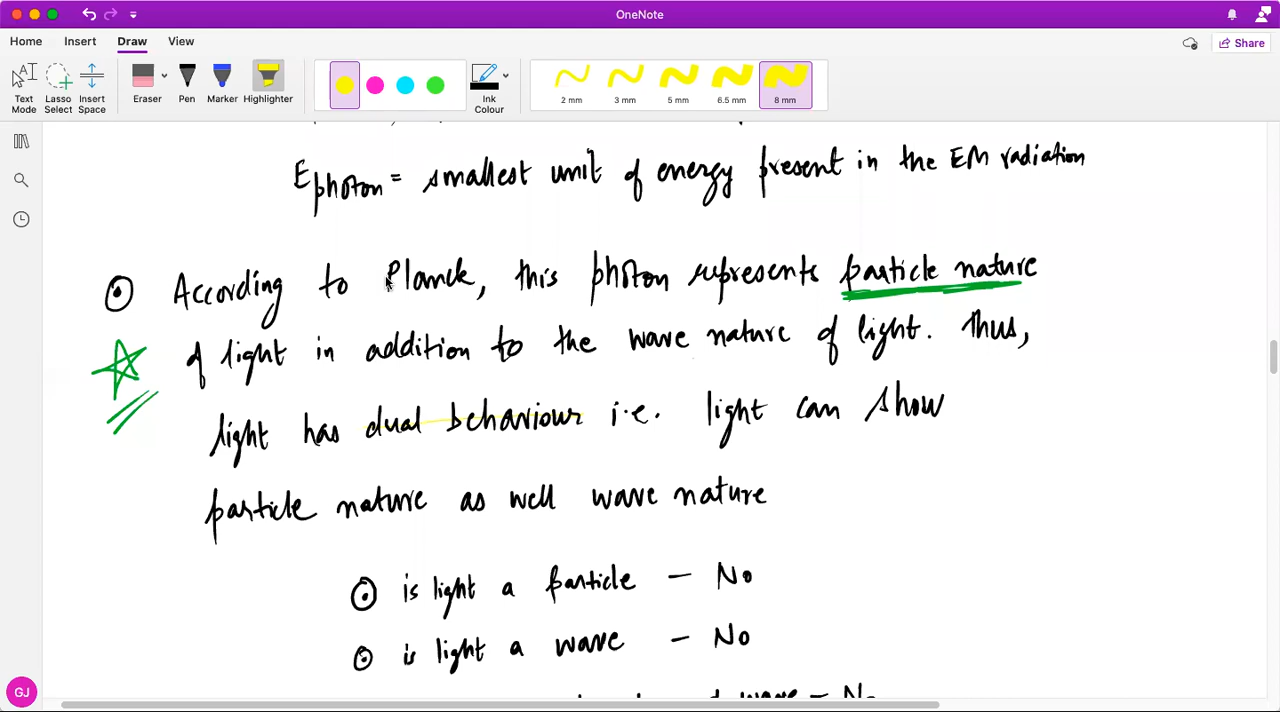 OneNote
Home Insert Draw View
Share
Text Mode
Lasso Select
Insert Space
Eraser
Pen
Marker
Highlighter
Ink Colour
2 mm
3 mm
5 mm
6.5 mm
8 mm
Ephoton = smallest unit of energy present in the EM radiation
According to Planck, this photon represents particle nature
of light in addition to the wave nature of light. Thus,
light has dual behaviour i.e. light can show
particle nature as well wave nature
is light a particle - No
is light a wave - No
wave - No
GJ